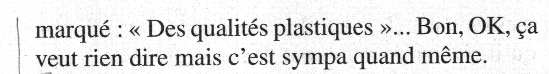 marqué : « Des qualités plastiques »... Bon, OK, ça
veut rien dire mais c'est sympa quand même.